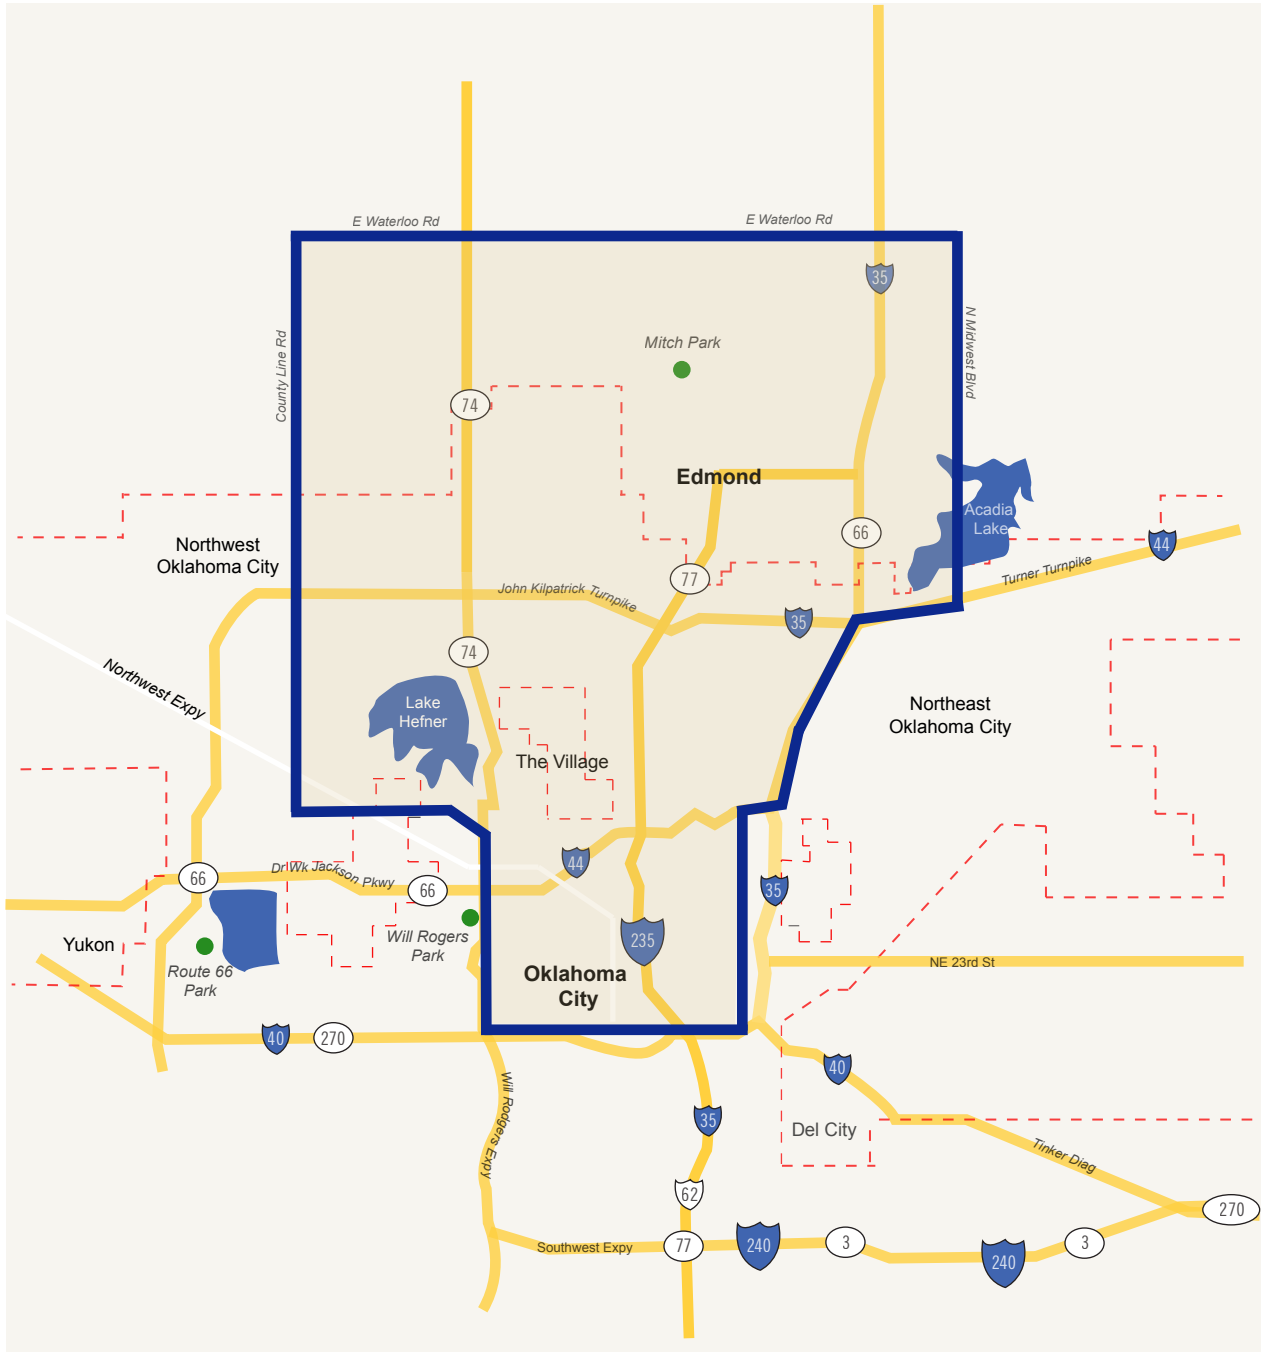 E Waterloo Rd
E Waterloo Rd
35
County Line Rd
N Midwest Blvd
Mitch Park
74
Edmond
Acadia
Lake
66
44
Northwest
Oklahoma City
77
Turner Turnpike
John Kilpatrick Turnpike
35
74
Northwest Expy
Lake
Hefner
Northeast
Oklahoma City
The Village
44
Dr Wk Jackson Pkwy
66
66
35
Yukon
Will Rogers
Park
235
Route 66
Park
NE 23rd St
Oklahoma
City
40
270
40
Will Rodgers Expy
35
Del City
Tinker Diag
62
270
Southwest Expy
77
240
3
240
3